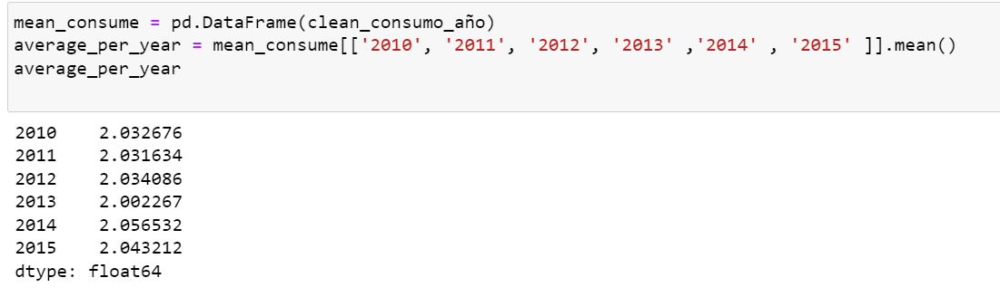 mean_consume = pd.DataFrame(clean_consumo_año)
average_per_year = mean_consume[['2010', '2011', '2012', '2013' ,'2014' , '2015' ]].mean()
average_per_year
2010    2.032676
2011    2.031634
2012    2.034086
2013    2.002267
2014    2.056532
2015    2.043212
dtype: float64